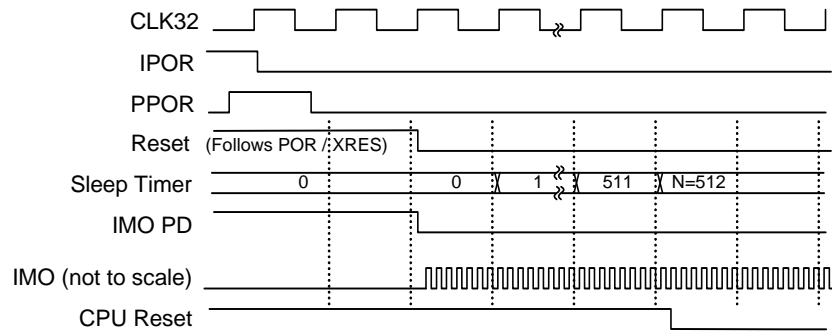 CLK32
IPOR
PPOR
Reset (Follows POR / XRES)
Sleep Timer 0 0 1 511 N=512
IMO PD
IMO (not to scale)
CPU Reset